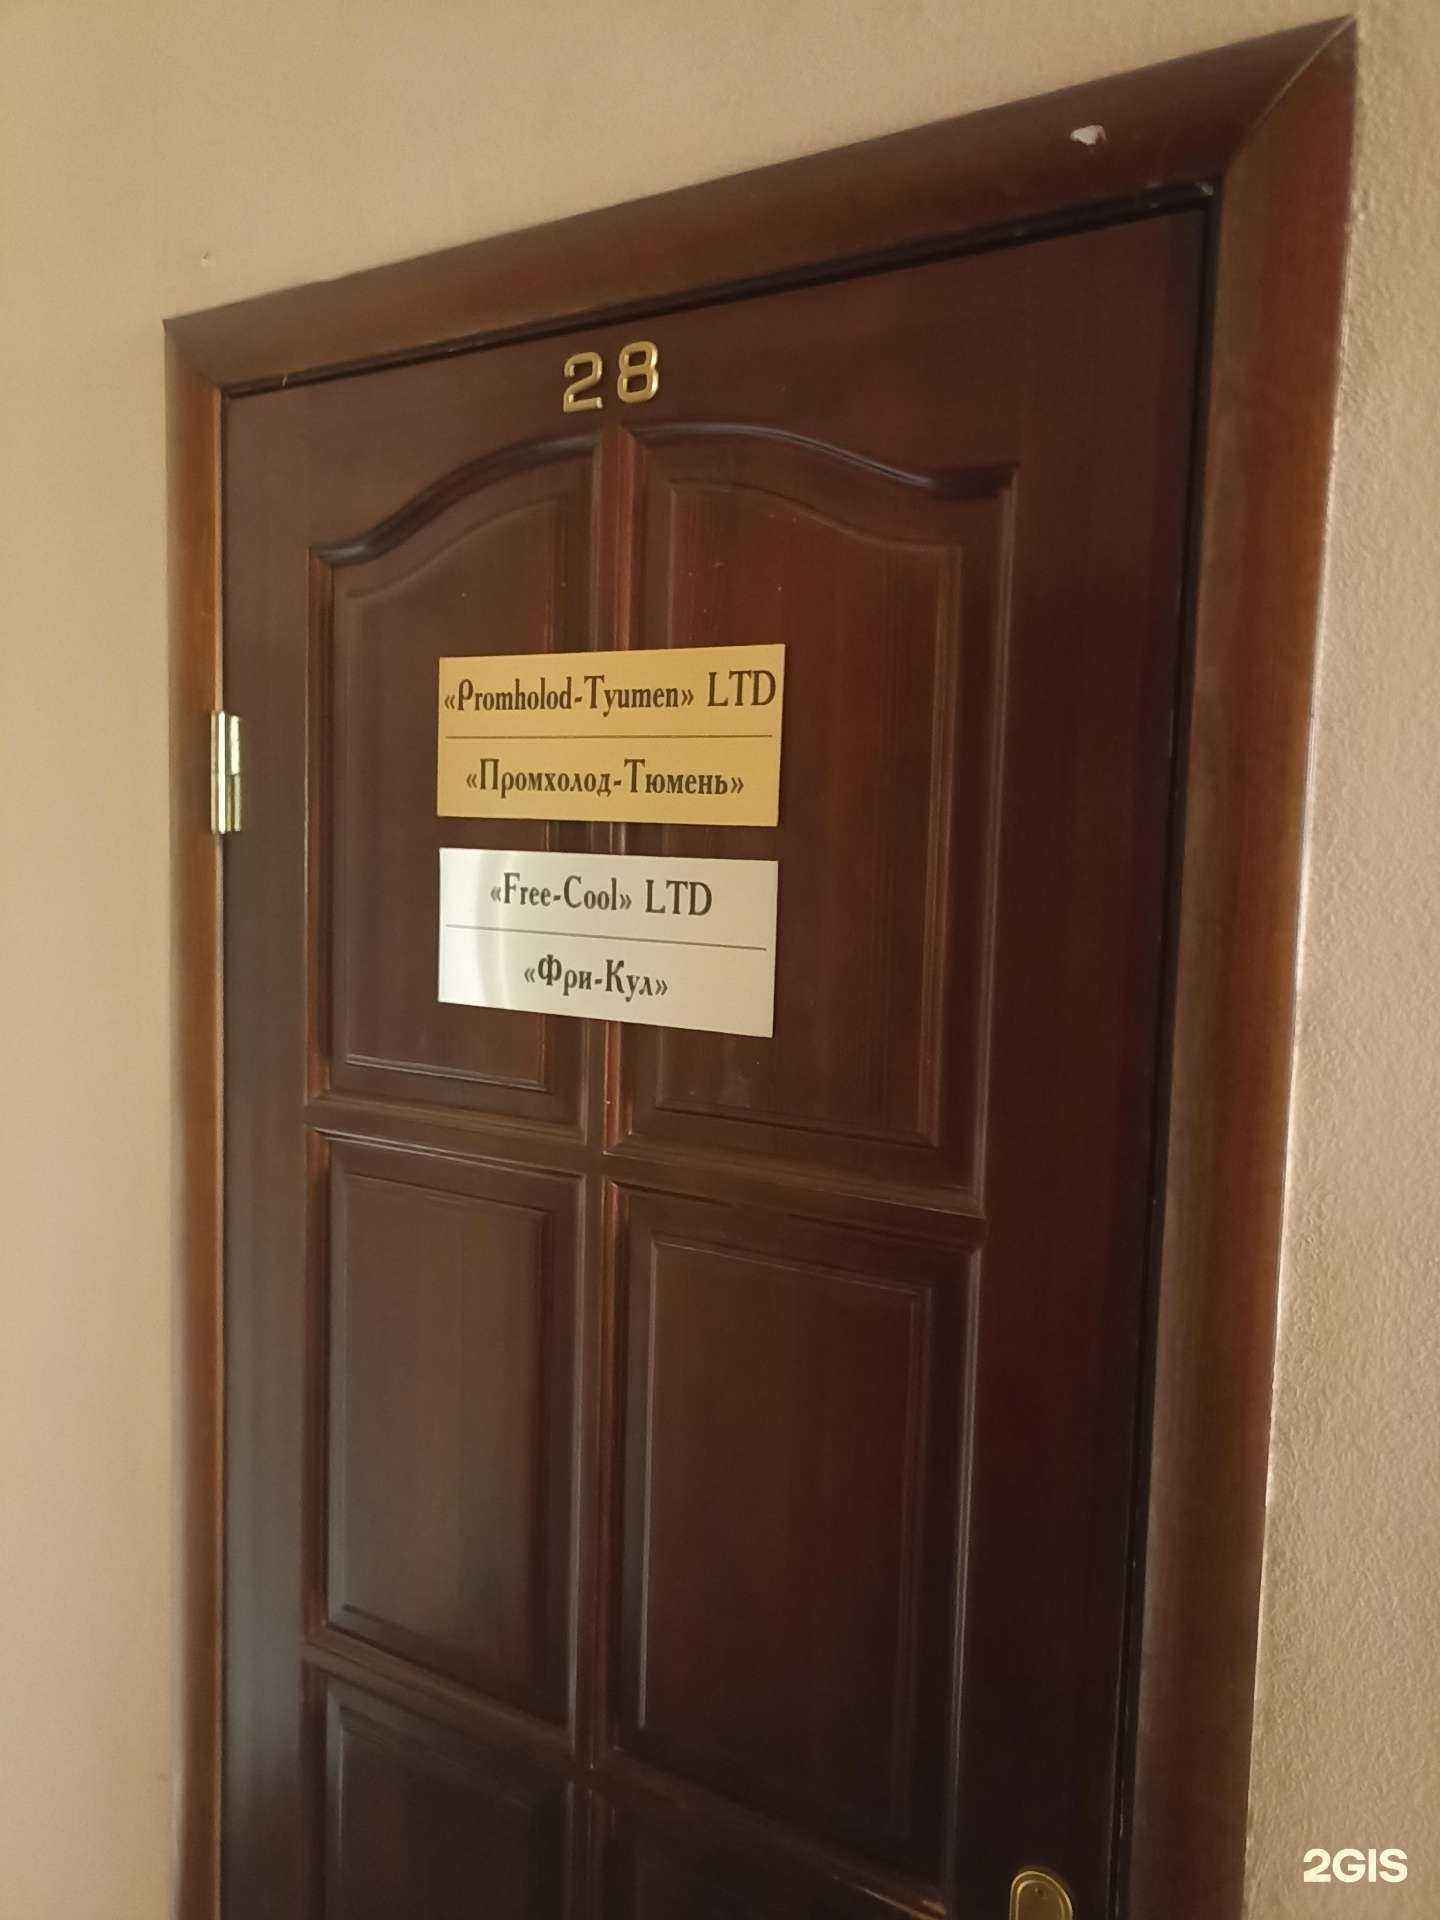 28
«Promholod-Tyumen» LTD
«Промхолод-Тюмень»
«Free-Cool» LTD
«Фри-Кул»
2GIS